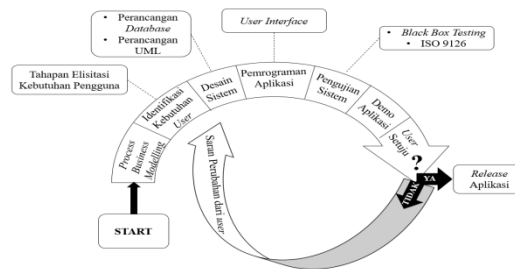 • Perancangan
Database
• Perancangan
UML
User Interface
• Black Box Testing
• ISO 9126
Tahapan Elisitasi
Kebutuhan Pengguna
Process
Business
Modelling
Identifikasi
Kebutuhan
User
Desain
Sistem
Pemrograman
Aplikasi
Pengujian
Sistem
Demo
Aplikasi
User
Setuju
?
YA
TIDAK
Release
Aplikasi
Saran Perubahan dari user
START